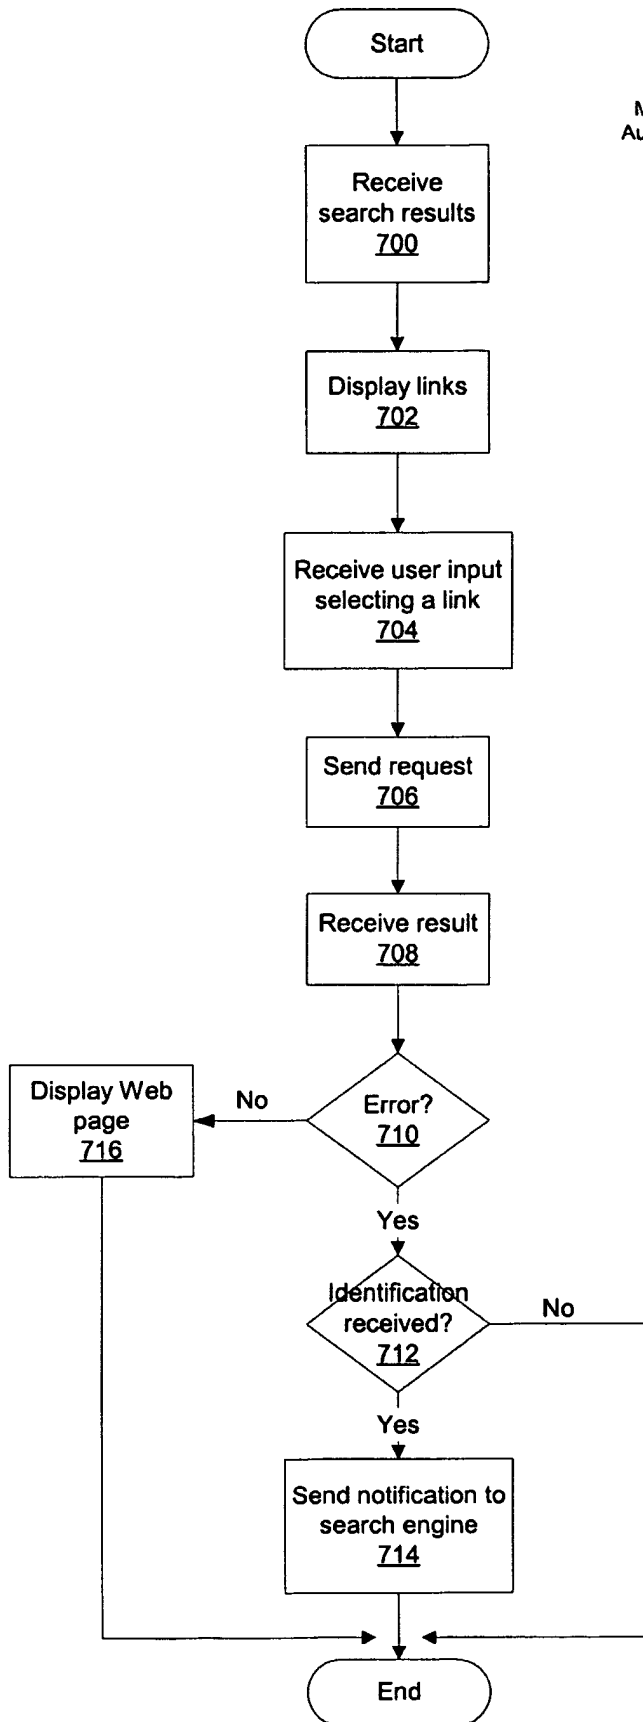 Start
Receive
search results
700
Display links
702
Receive user input
selecting a link
704
Send request
706
Receive result
708
Error?
710
No
Display Web
page
716
Yes
Identification
received?
712
No
Yes
Send notification to
search engine
714
End